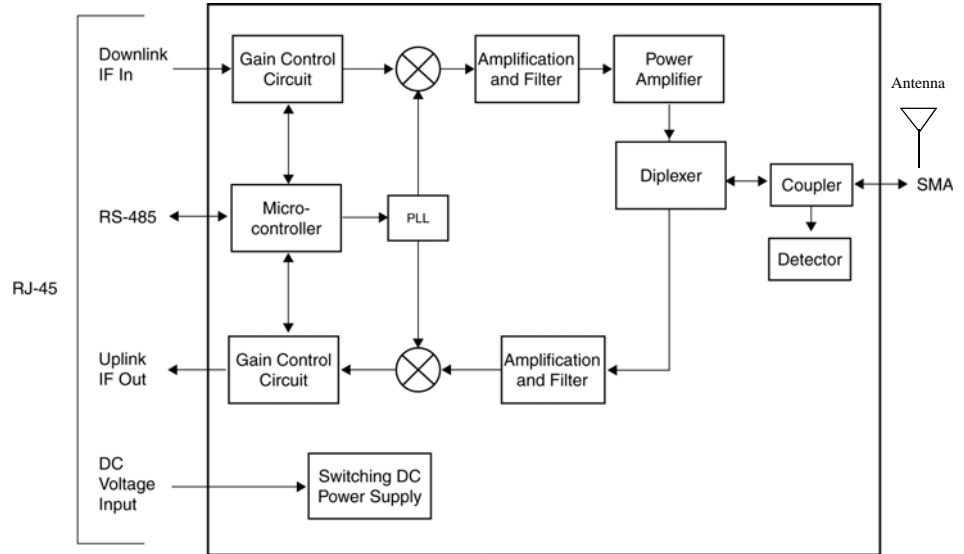 Downlink
IF In
Gain Control
Circuit
Amplification
and Filter
Power
Amplifier
Antenna
Diplexer
Coupler
SMA
RS-485
Micro-
controller
PLL
Detector
RJ-45
Uplink
IF Out
Gain Control
Circuit
Amplification
and Filter
DC
Voltage
Input
Switching DC
Power Supply